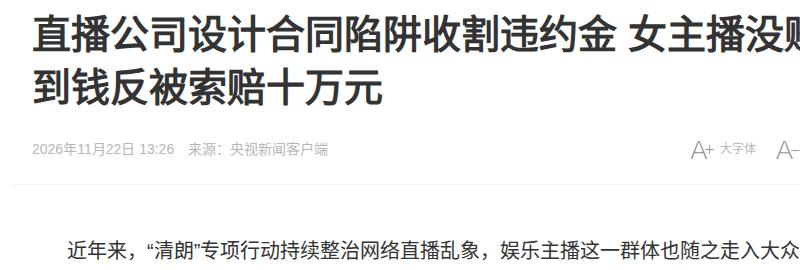 直播公司设计合同陷阱收割违约金 女主播没
到钱反被索赔十万元
2026年11月22日 13:26 来源：央视新闻客户端
A+ 大字体 A-
近年来，“清朗”专项行动持续整治网络直播乱象，娱乐主播这一群体也随之走入大众